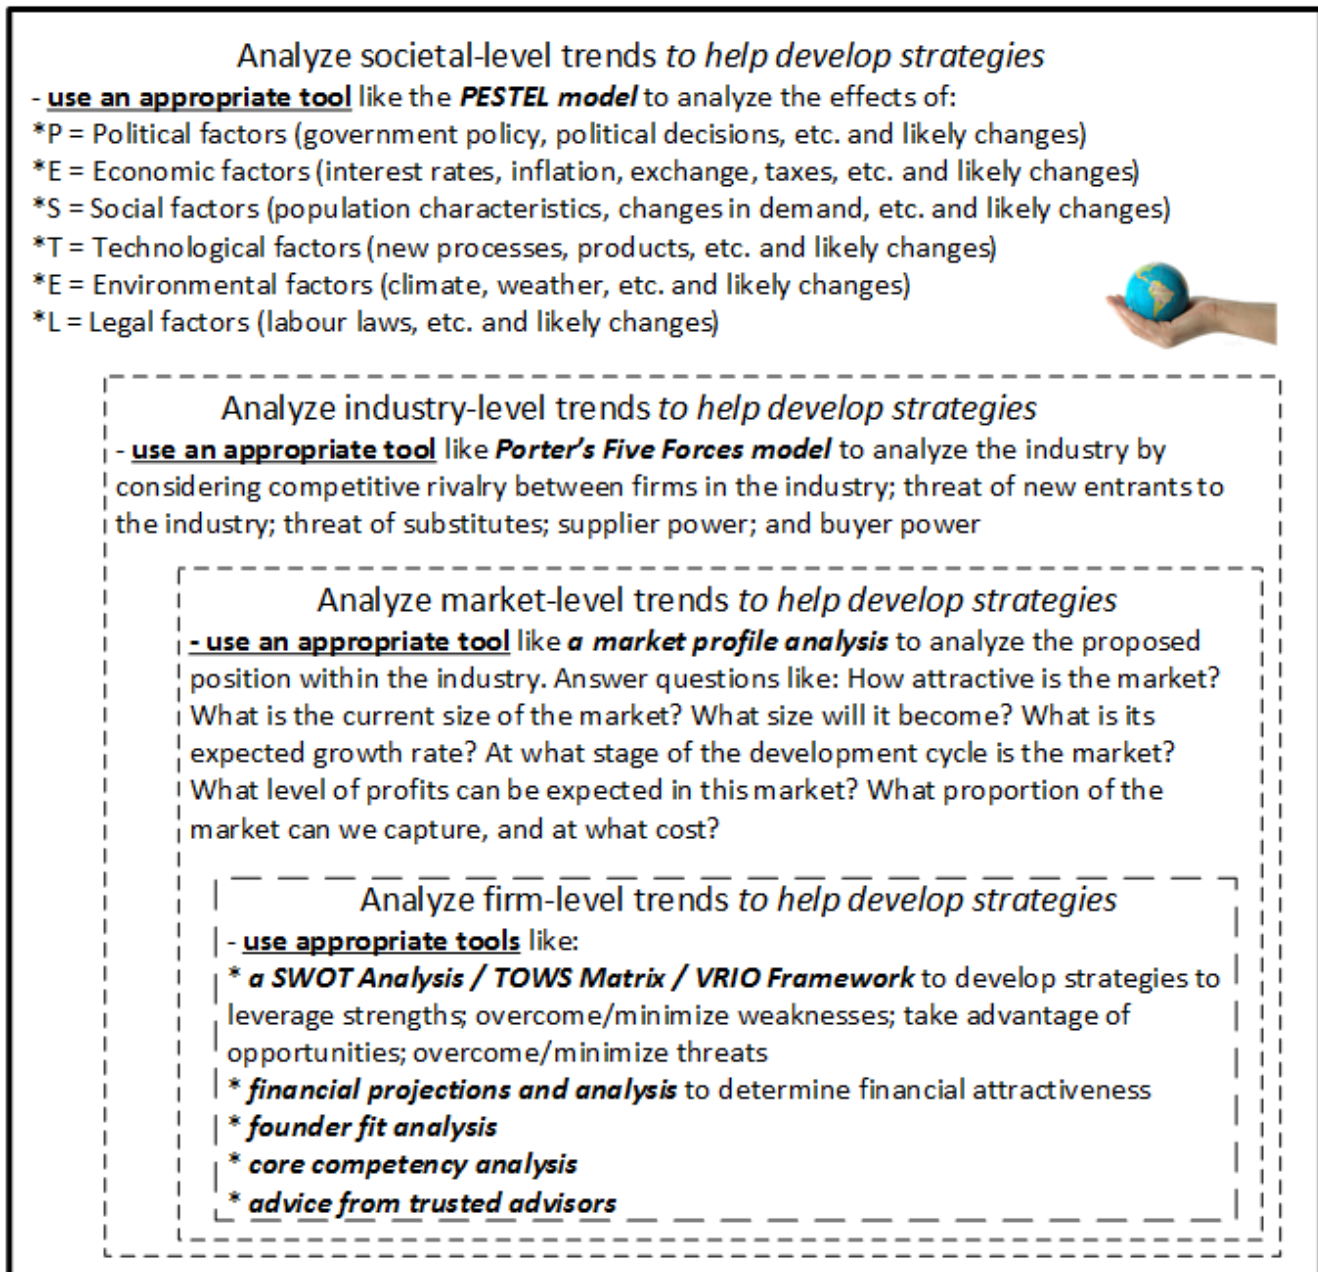 Analyze societal-level trends to help develop strategies
- use an appropriate tool like the PESTEL model to analyze the effects of:
*P = Political factors (government policy, political decisions, etc. and likely changes)
*E = Economic factors (interest rates, inflation, exchange, taxes, etc. and likely changes)
*S = Social factors (population characteristics, changes in demand, etc. and likely changes)
*T = Technological factors (new processes, products, etc. and likely changes)
*E = Environmental factors (climate, weather, etc. and likely changes)
*L = Legal factors (labour laws, etc. and likely changes)
Analyze industry-level trends to help develop strategies
- use an appropriate tool like Porter's Five Forces model to analyze the industry by
considering competitive rivalry between firms in the industry; threat of new entrants to
the industry; threat of substitutes; supplier power; and buyer power
Analyze market-level trends to help develop strategies
- use an appropriate tool like a market profile analysis to analyze the proposed
position within the industry. Answer questions like: How attractive is the market?
What is the current size of the market? What size will it become? What is its
expected growth rate? At what stage of the development cycle is the market?
What level of profits can be expected in this market? What proportion of the
market can we capture, and at what cost?
Analyze firm-level trends to help develop strategies
- use appropriate tools like:
* a SWOT Analysis / TOWS Matrix / VRIO Framework to develop strategies to
leverage strengths; overcome/minimize weaknesses; take advantage of
opportunities; overcome/minimize threats
* financial projections and analysis to determine financial attractiveness
* founder fit analysis
* core competency analysis
* advice from trusted advisors